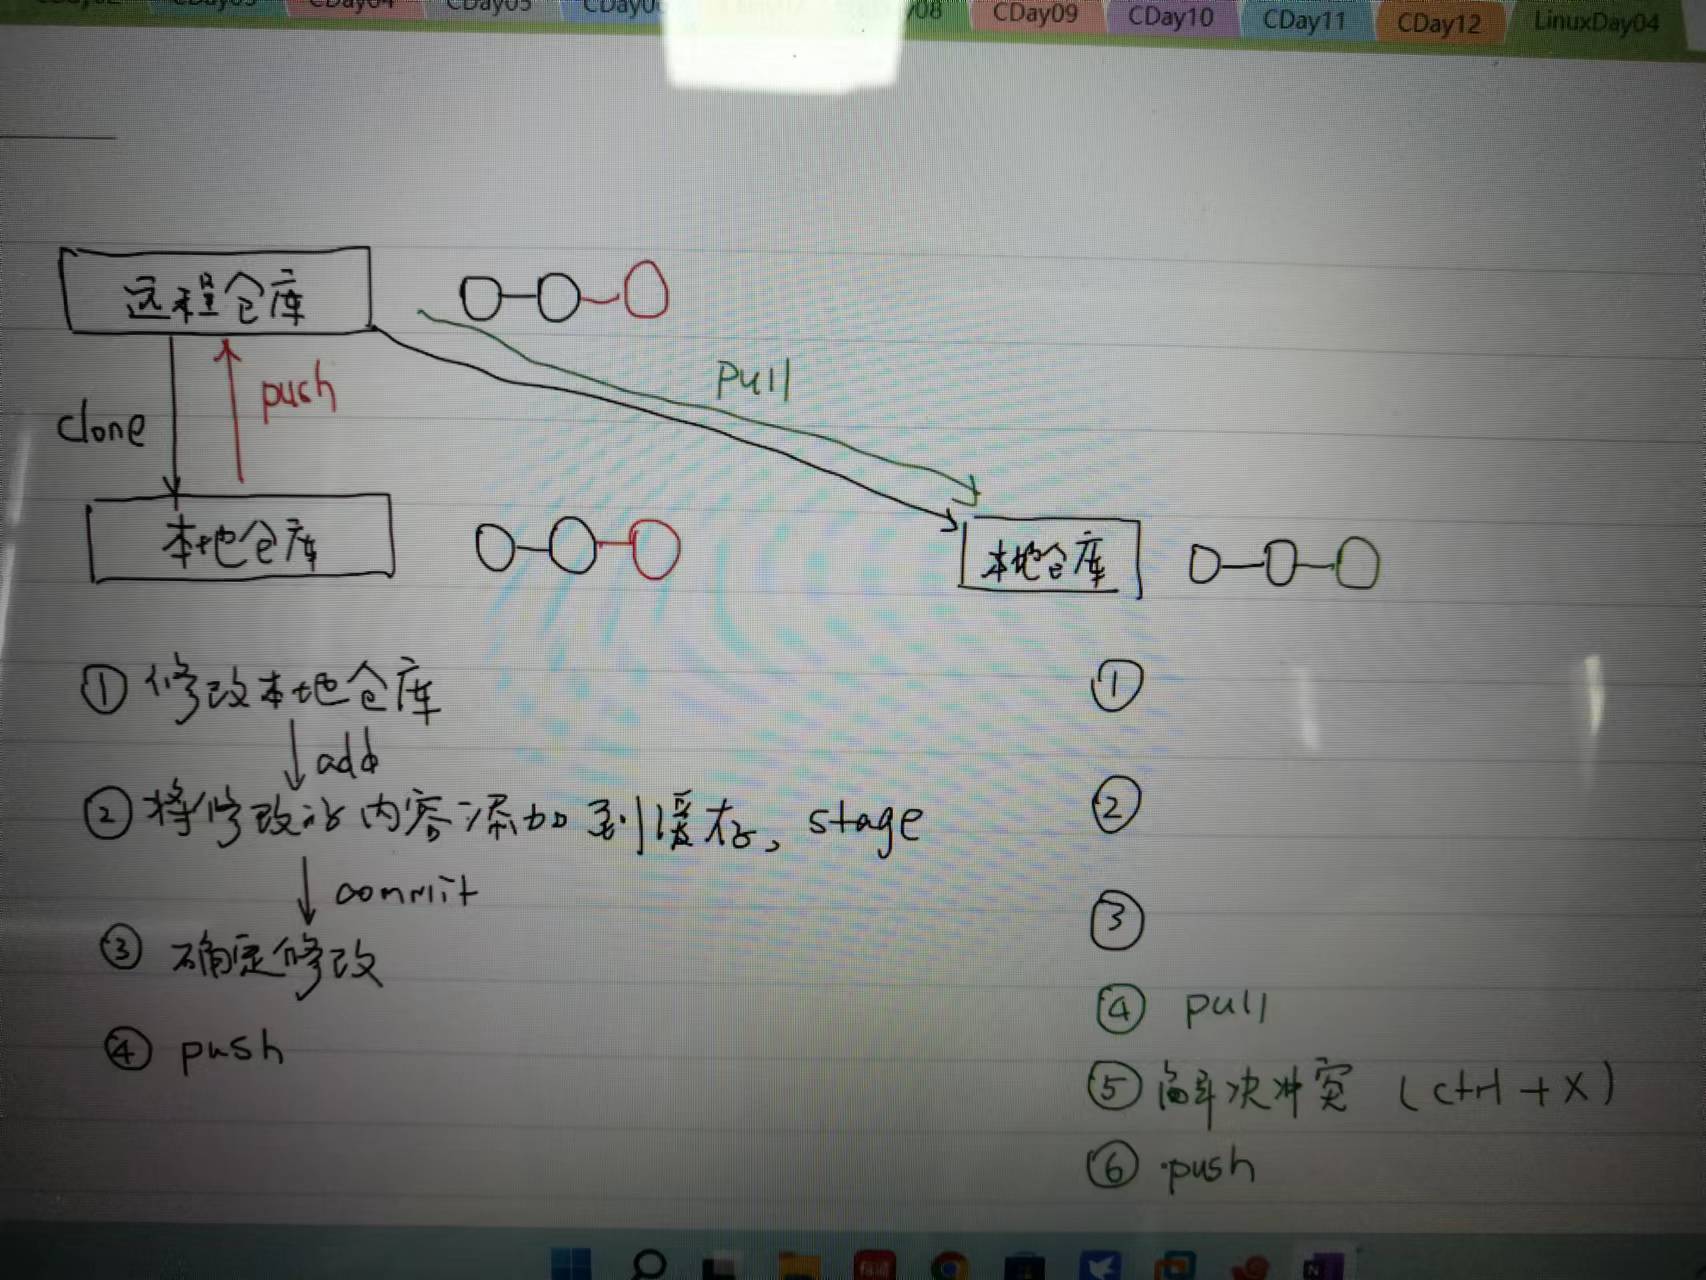 CDay09
CDay10
CDay11
CDay12
LinuxDay04
远程仓库
Pull
push
clone
本地仓库
本地仓库
① 修改本地仓库
add
② 将修改的内容添加到缓存, stage
commit
③ 确定修改
④ push
①
②
③
④ pull
⑤ 解决冲突 (ctrl + X)
⑥ push